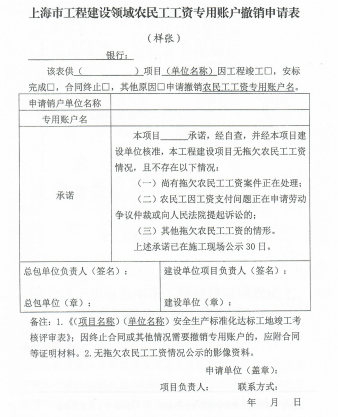 上海市工程建设领域农民工工资专用账户撤销申请表
（样张）
________银行：
该表供（________）项目（单位名称）因工程竣工□，安标
完成□，合同终止□，其他原因□申请撤销农民工工资专用账户名。
申请销户单位名称
专用账户名
承诺
本项目____承诺，经自查，并经本项目建
设单位核准，本工程建设项目无拖欠农民工工资
情况，且不存在以下情况：
（一）尚有拖欠农民工工资案件正在处理；
（二）农民工因工资支付问题正在申请劳动
争议仲裁或向人民法院提起诉讼的；
（三）其他拖欠农民工工资的情形。
上述承诺已在施工现场公示 30 日。
总包单位负责人（签名）： 建设单位项目负责人（签名）：
总包单位（章）： 建设单位（章）：
备注：1.《（项目名称）（单位名称）安全生产标准化达标工地竣工考
核评审表》；因终止合同或其他情况需要撤销专用账户的，应附合同
等证明材料。2.无拖欠农民工工资情况公示的影像资料。
申请单位（盖章）：
项目负责人： 联系方式：
年 月 日